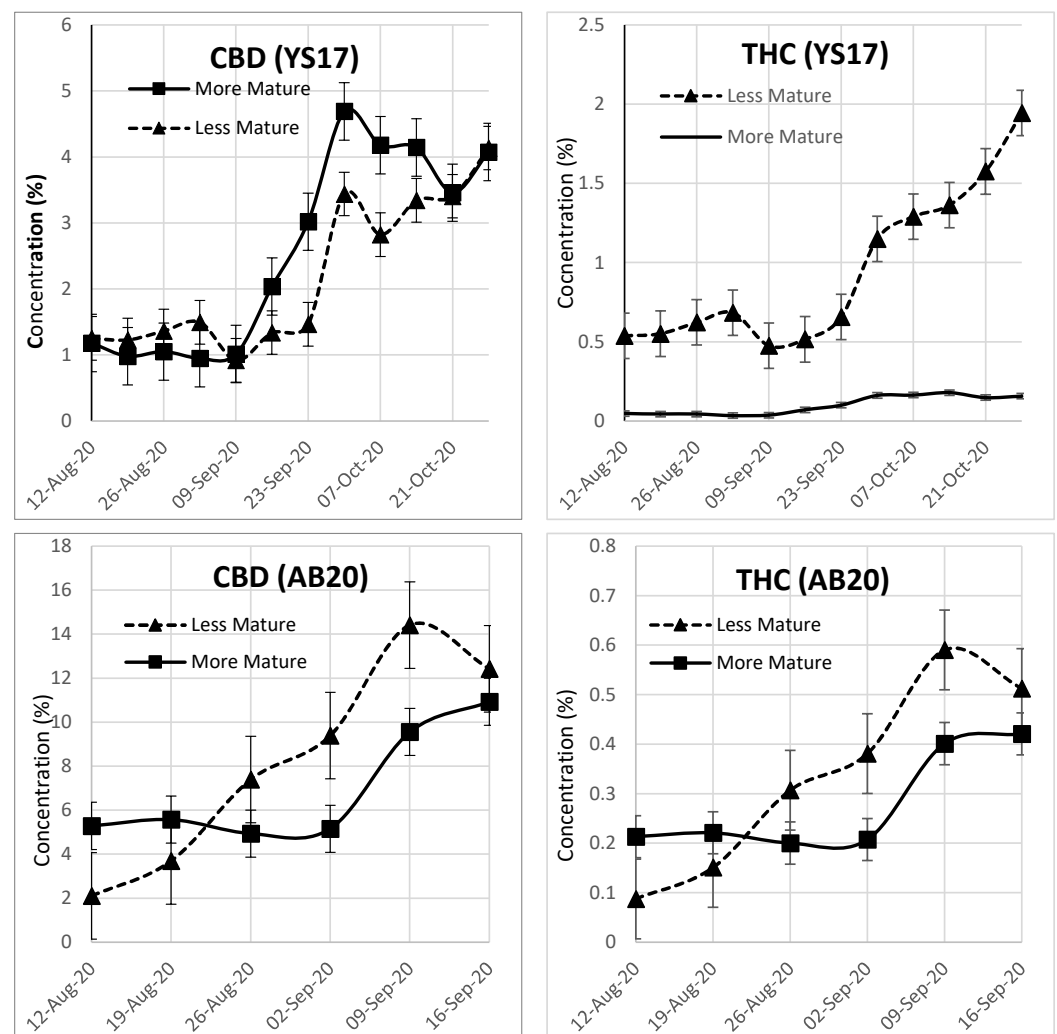 CBD (YS17)
More Mature
Less Mature
Concentration (%)
6
5
4
3
2
1
0
12-Aug-20
26-Aug-20
09-Sep-20
23-Sep-20
07-Oct-20
21-Oct-20
THC (YS17)
Less Mature
More Mature
Cocnentration (%)
2.5
2
1.5
1
0.5
0
12-Aug-20
26-Aug-20
09-Sep-20
23-Sep-20
07-Oct-20
21-Oct-20
CBD (AB20)
Less Mature
More Mature
Concentration (%)
18
16
14
12
10
8
6
4
2
0
12-Aug-20
19-Aug-20
26-Aug-20
02-Sep-20
09-Sep-20
16-Sep-20
THC (AB20)
Less Mature
More Mature
Concentration (%)
0.8
0.7
0.6
0.5
0.4
0.3
0.2
0.1
0
12-Aug-20
19-Aug-20
26-Aug-20
02-Sep-20
09-Sep-20
16-Sep-20